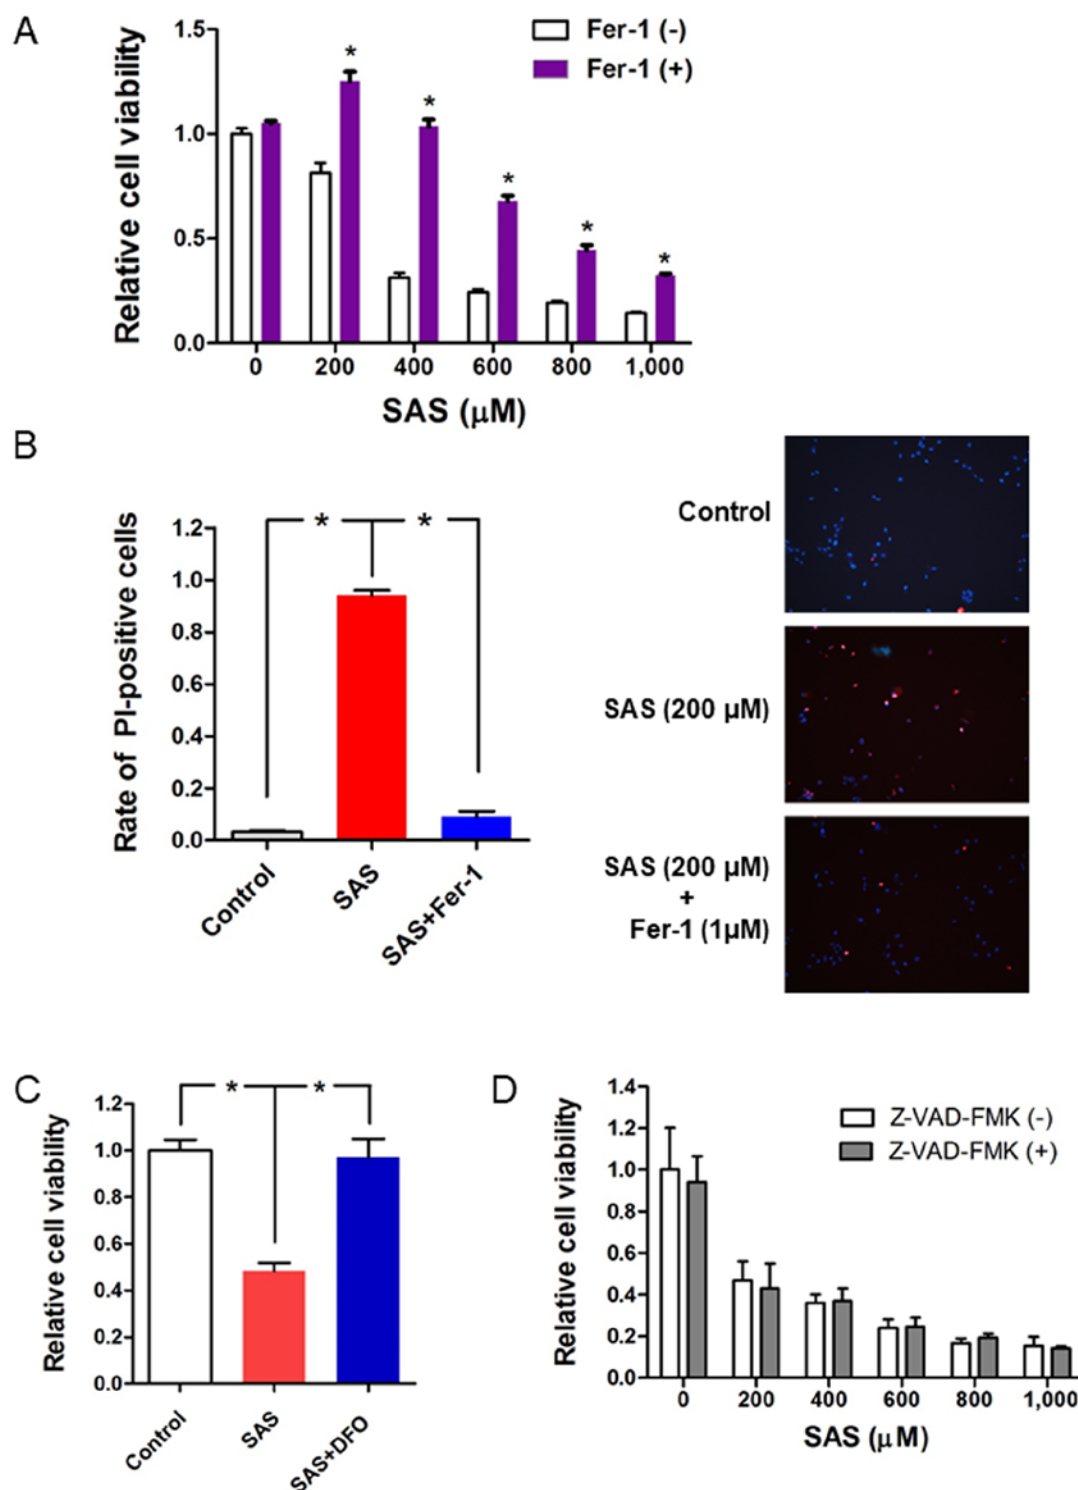 A
Relative cell viability
1.5
1.0
0.5
0.0
Fer-1 (-)
Fer-1 (+)
*
*
*
*
*
0 200 400 600 800 1,000
SAS (μM)
B
Rate of PI-positive cells
1.2
1.0
0.8
0.6
0.4
0.2
0.0
* *
Control
SAS
SAS+Fer-1
Control
SAS (200 μM)
SAS (200 μM)
+
Fer-1 (1μM)
C
Relative cell viability
1.2
1.0
0.8
0.6
0.4
0.2
0.0
* *
Control
SAS
SAS+DFO
D
Relative cell viability
1.4
1.2
1.0
0.8
0.6
0.4
0.2
0.0
Z-VAD-FMK (-)
Z-VAD-FMK (+)
0 200 400 600 800 1,000
SAS (μM)